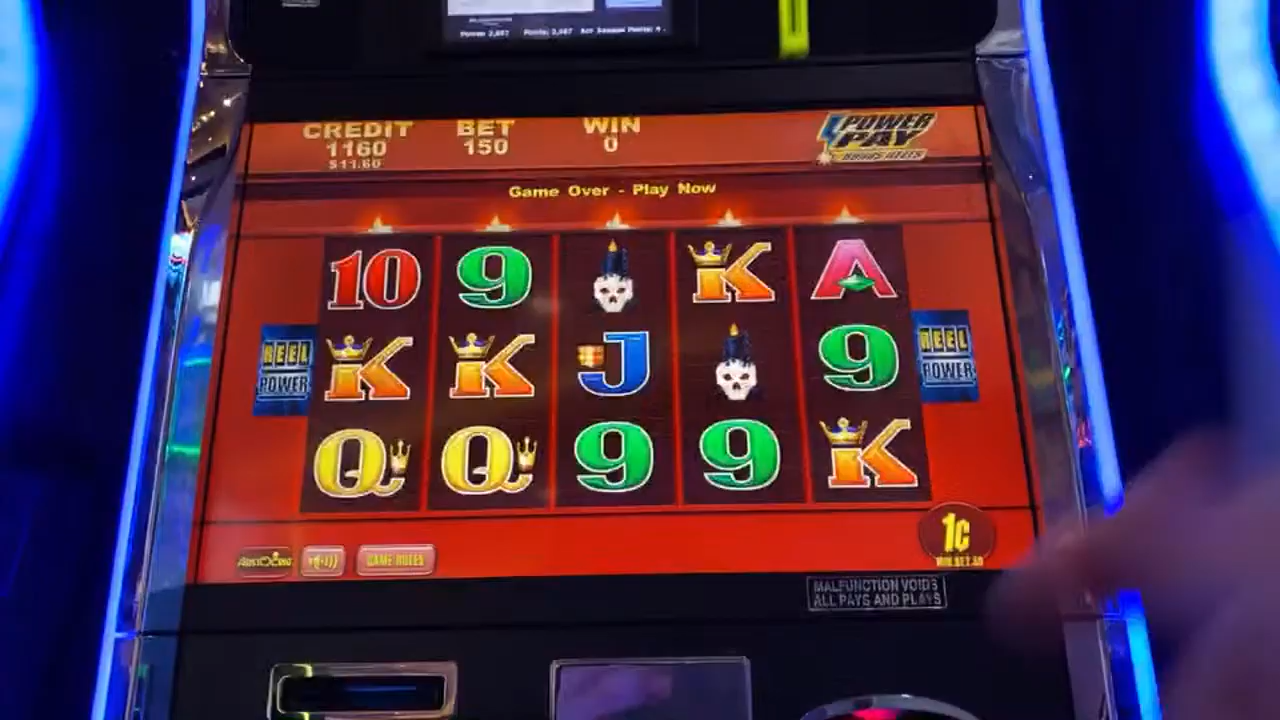 CREDIT BET WIN
1160 150 0
$11.60
POWER
PAY
Game Over - Play Now
10 9 K A
K K J 9
Q Q 9 9 K
REEL
POWER
REEL
POWER
1¢
GAME RULES
MALFUNCTION VOIDS
ALL PAYS AND PLAYS